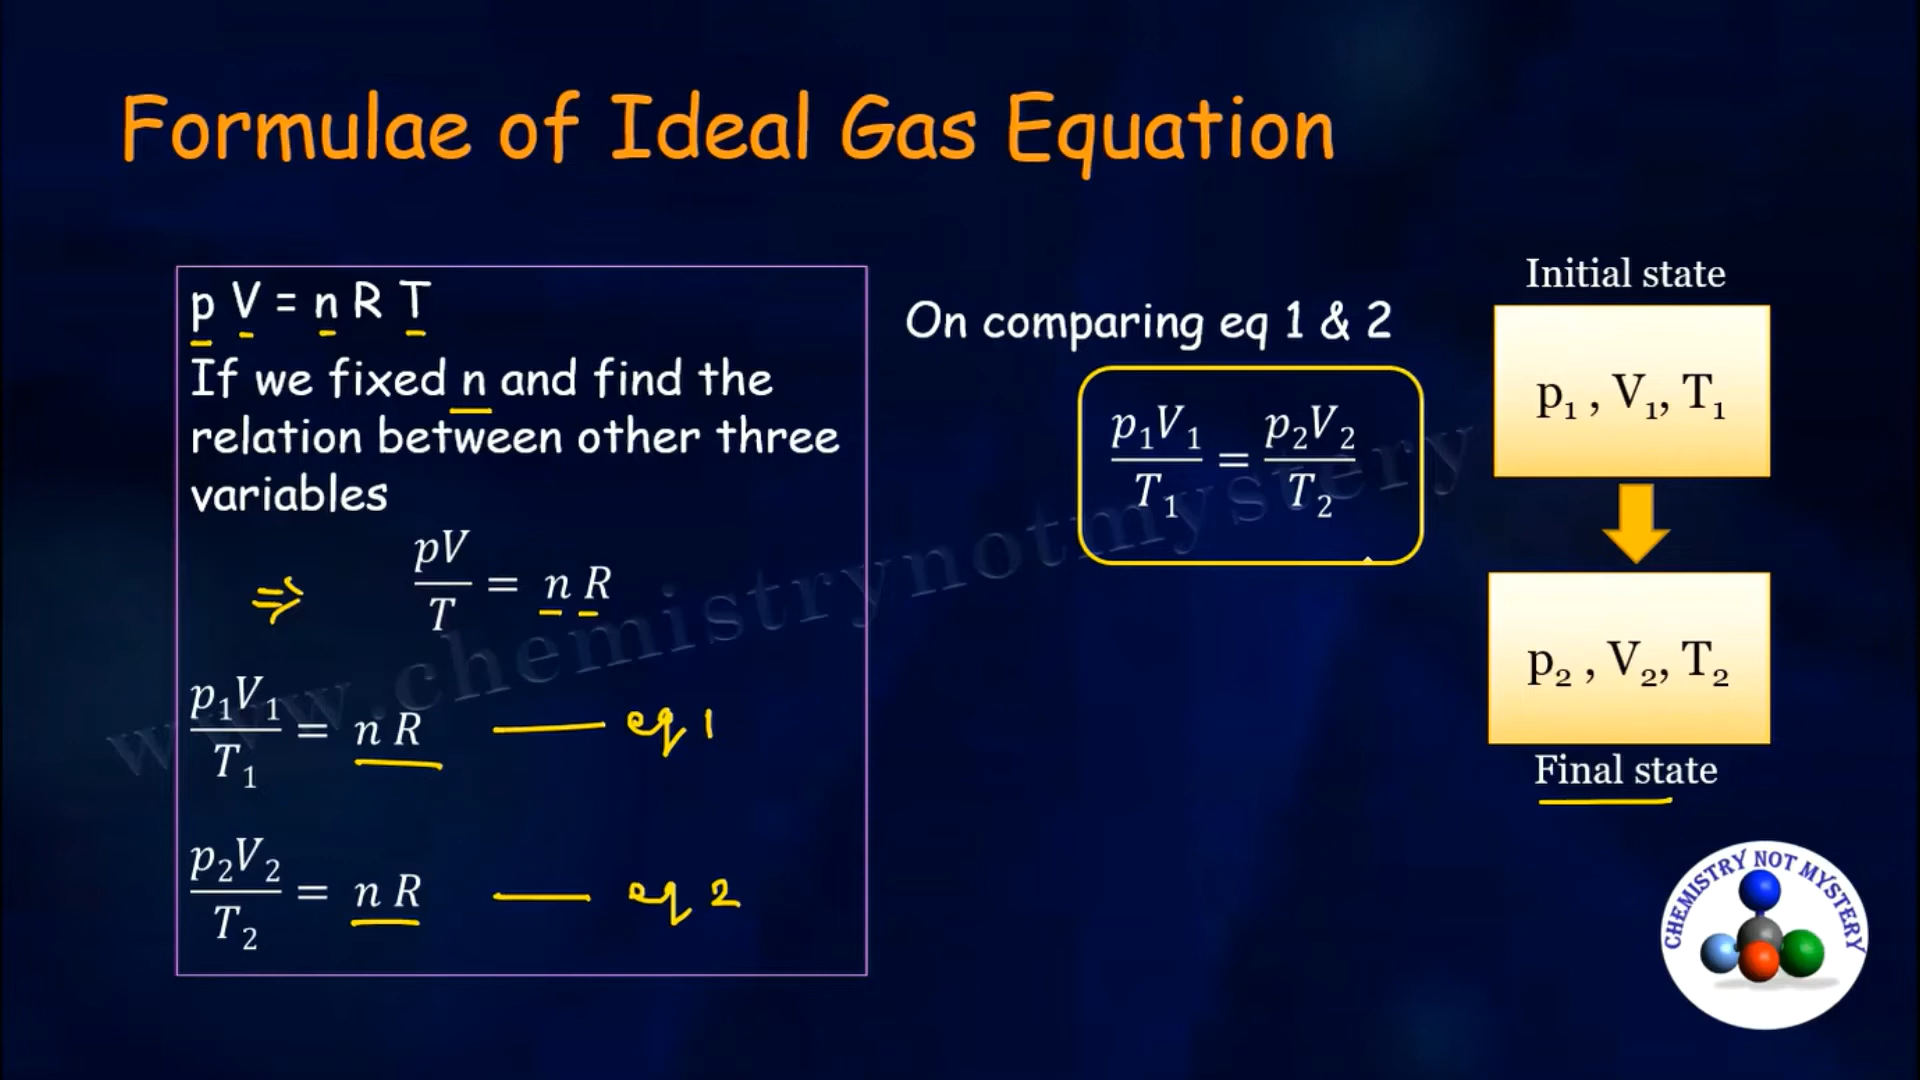 Formulae of Ideal Gas Equation
p V = n R T
If we fixed n and find the
relation between other three
variables
⇒ pV/T = n R
p₁V₁/T₁ = n R —— eq 1
p₂V₂/T₂ = n R —— eq 2
On comparing eq 1 & 2
p₁V₁/T₁ = p₂V₂/T₂
Initial state
p₁ , V₁, T₁
p₂ , V₂, T₂
Final state
www.chemistrynotmystery
CHEMISTRY NOT MYSTERY